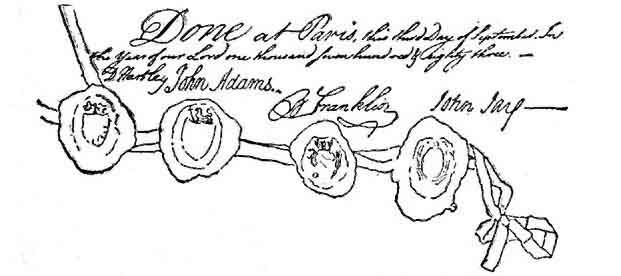 Done at Paris, this third Day of September. In
the Year of our Lord one thousand seven hundred & eighty three. —
D Hartley John Adams. B Franklin John Jay —